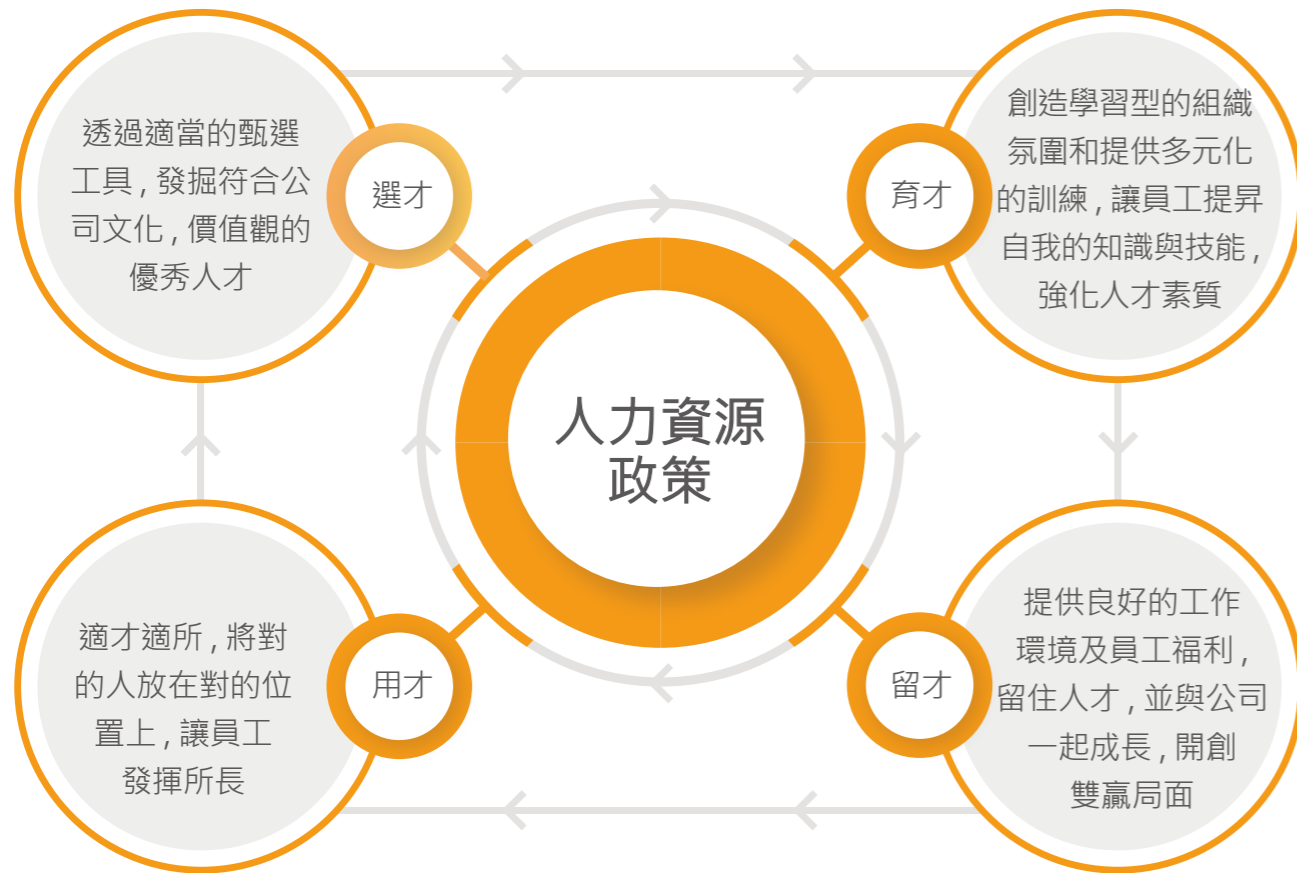 透過適當的甄選
工具 , 發掘符合公
司文化 , 價值觀的
優秀人才
選才
創造學習型的組織
氛圍和提供多元化
的訓練 , 讓員工提昇
自我的知識與技能 ,
強化人才素質
育才
人力資源
政策
適才適所 , 將對
的人放在對的位
置上 , 讓員工
發揮所長
用才
提供良好的工作
環境及員工福利 ,
留住人才 , 並與公司
一起成長 , 開創
雙贏局面
留才